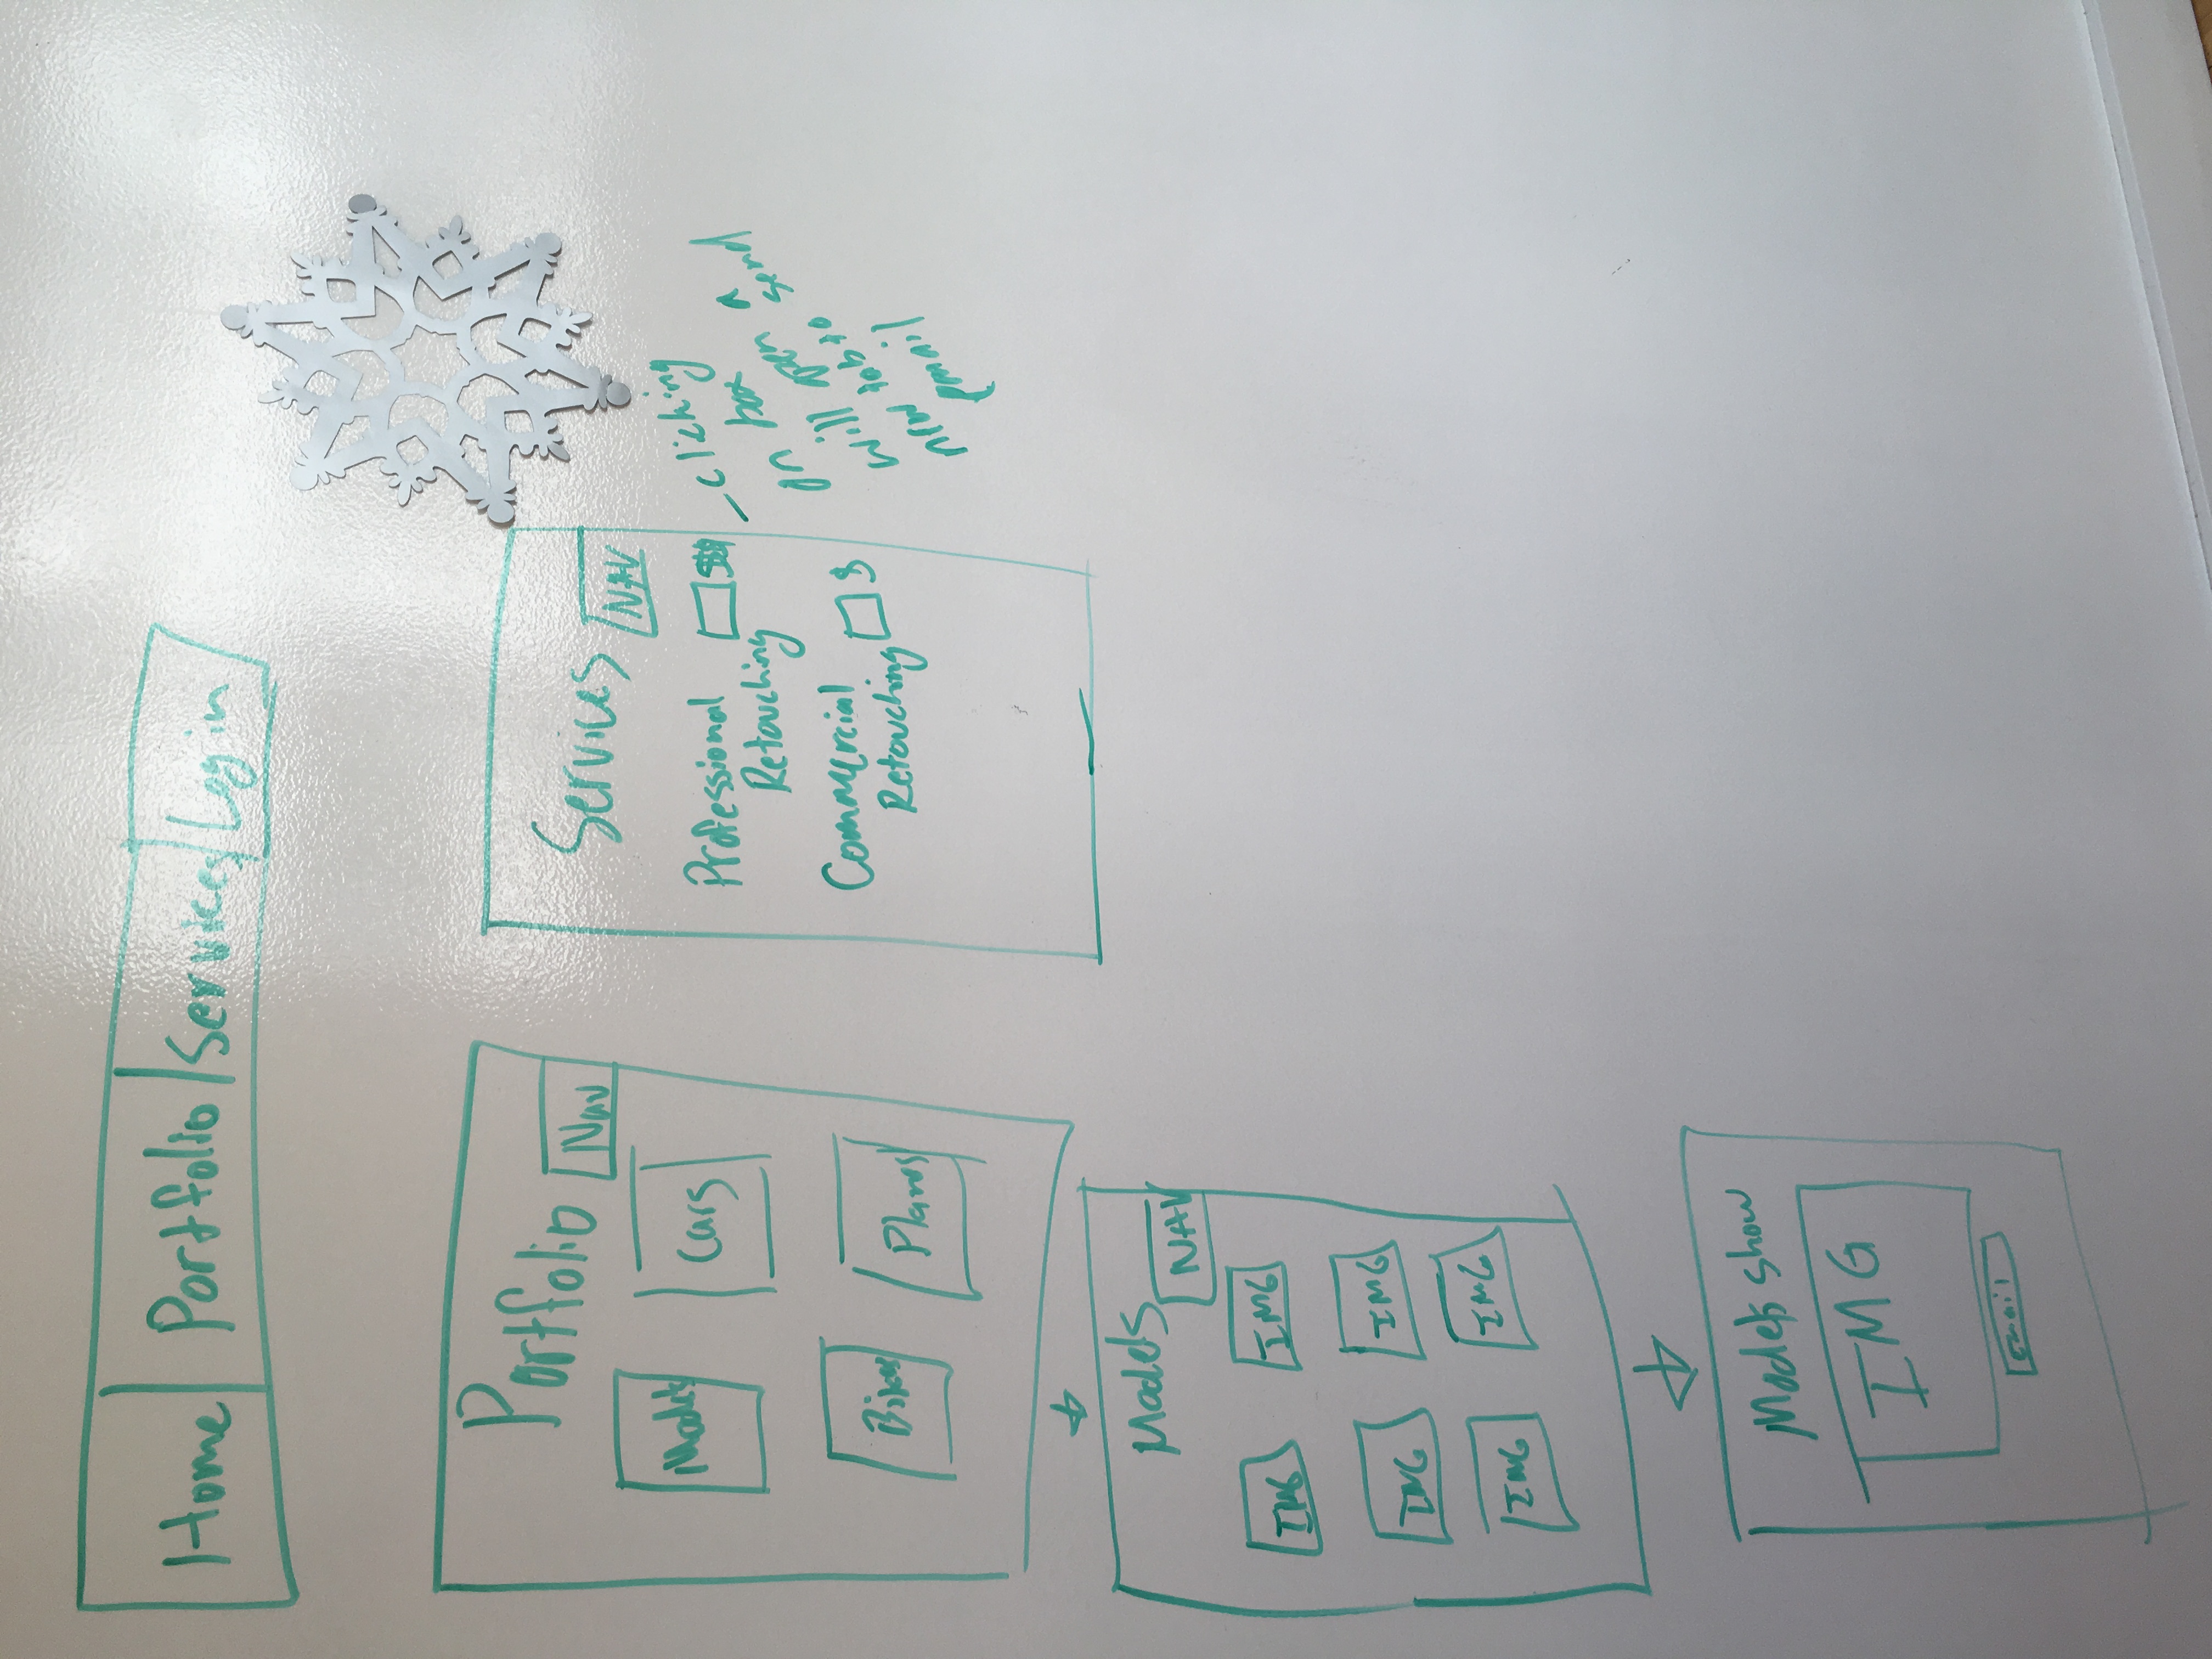 Home Portfolio Services Log in
Portfolio
Nav
Models Cars
Bikes Planes
Services
NAV
Professional $$$
Retouching
Commercial $
Retouching
clicking
on box
will open a
new tab to send
email
Models
NAV
IMG IMG
IMG IMG
IMG IMG
Models show
IMG
email